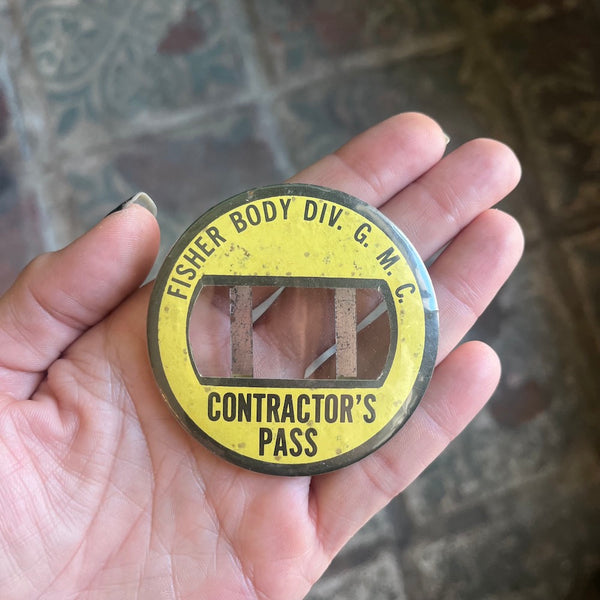 FISHER BODY DIV. G. M. C.
CONTRACTOR'S
PASS